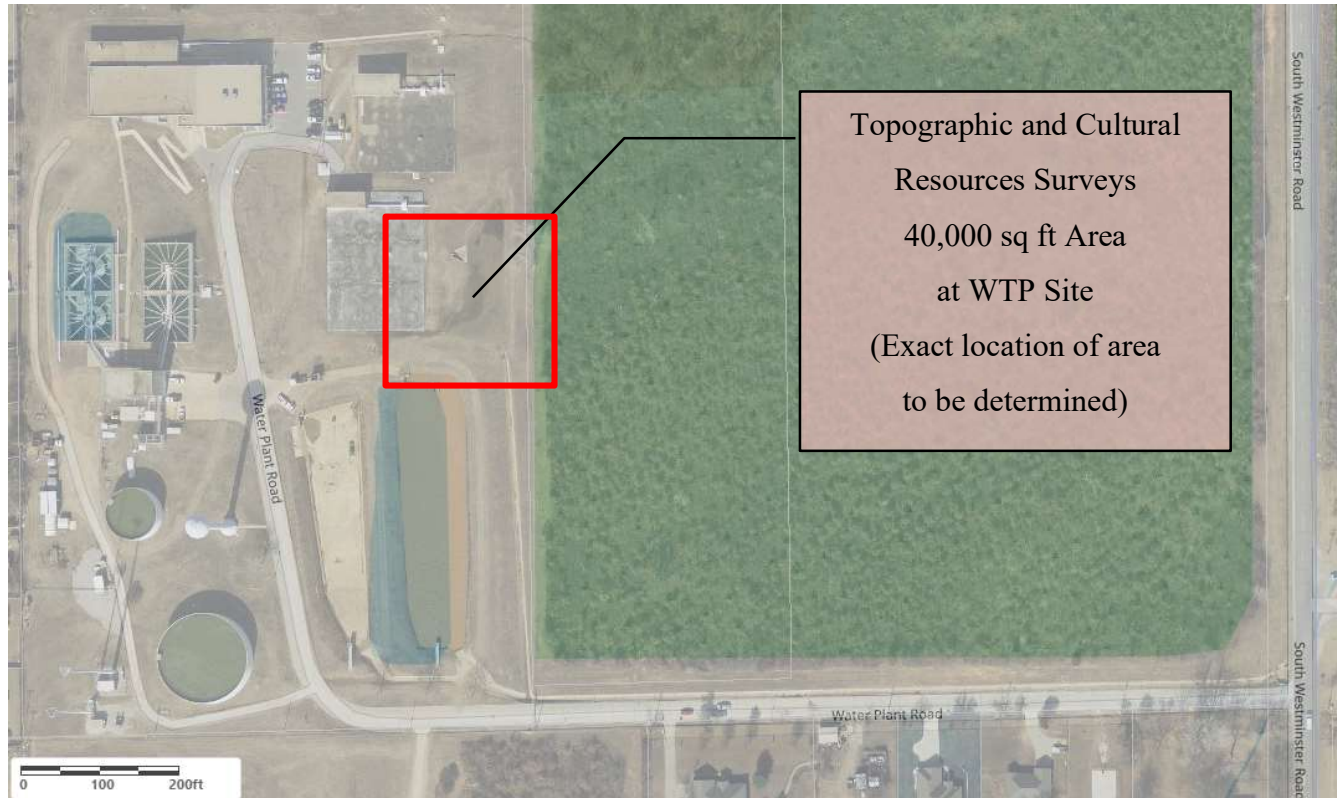 South Westminster Road
Topographic and Cultural
Resources Surveys
40,000 sq ft Area
at WTP Site
(Exact location of area
to be determined)
Water Plant Road
Water Plant Road
South Westminster Road
0 100 200ft